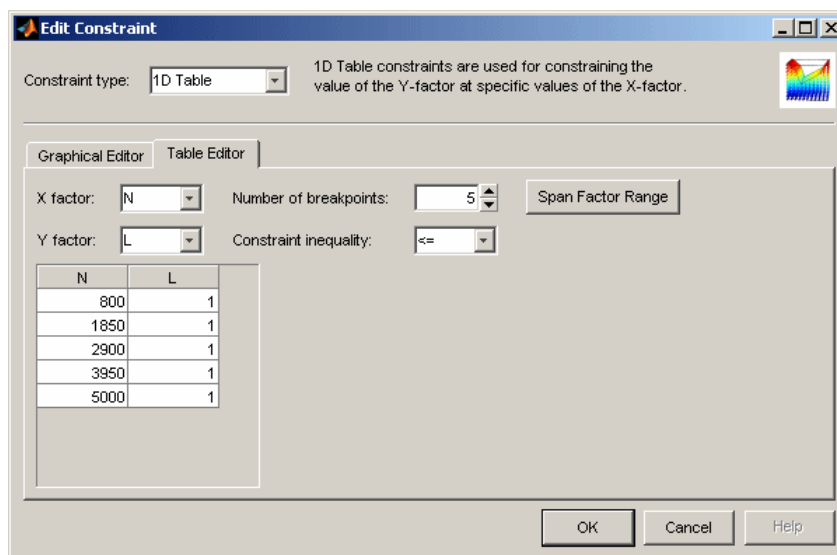 Edit Constraint
Constraint type: 1D Table
1D Table constraints are used for constraining the
value of the Y-factor at specific values of the X-factor.
Graphical Editor Table Editor
X factor: N Number of breakpoints: 5 Span Factor Range
Y factor: L Constraint inequality: <=
N L
800 1
1850 1
2900 1
3950 1
5000 1
OK Cancel Help